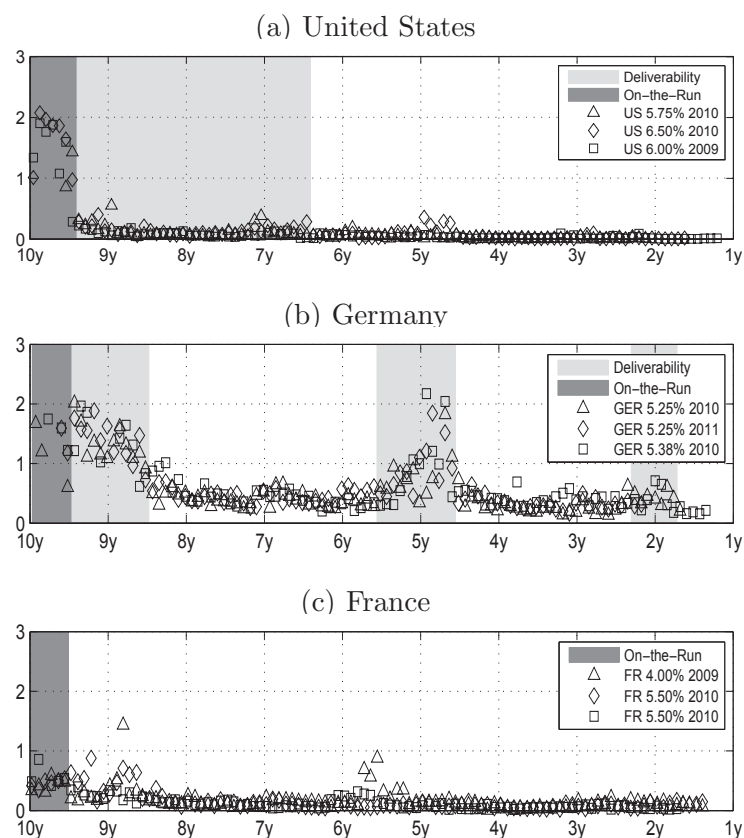 (a) United States
3
Deliverability
On-the-Run
US 5.75% 2010
2
US 6.50% 2010
US 6.00% 2009
1
0
10y 9y 8y 7y 6y 5y 4y 3y 2y 1y
(b) Germany
3
Deliverability
On-the-Run
2
GER 5.25% 2010
GER 5.25% 2011
GER 5.38% 2010
1
0
10y 9y 8y 7y 6y 5y 4y 3y 2y 1y
(c) France
3
On-the-Run
FR 4.00% 2009
2
FR 5.50% 2010
FR 5.50% 2010
1
0
10y 9y 8y 7y 6y 5y 4y 3y 2y 1y